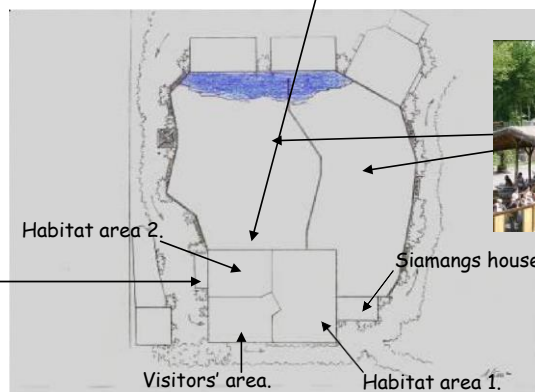 Habitat area 2.
Siamangs house
Visitors' area.
Habitat area 1.